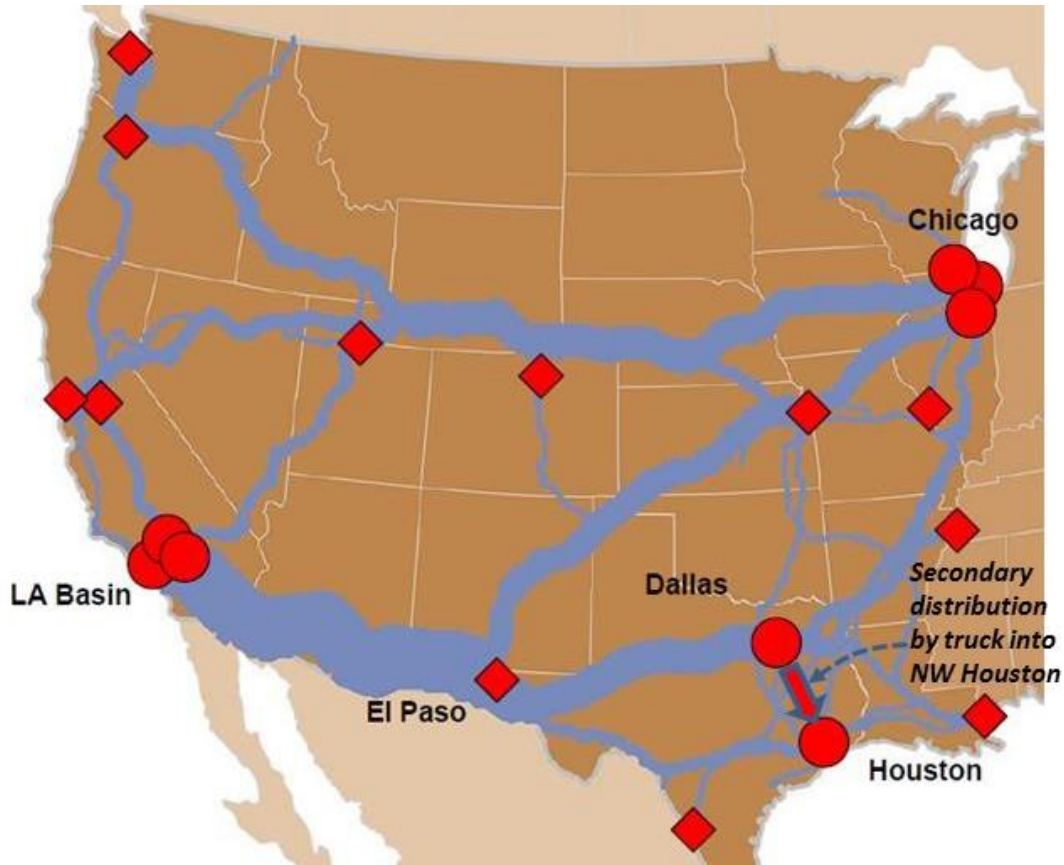 Chicago
LA Basin
Dallas
Secondary
distribution
by truck into
NW Houston
El Paso
Houston